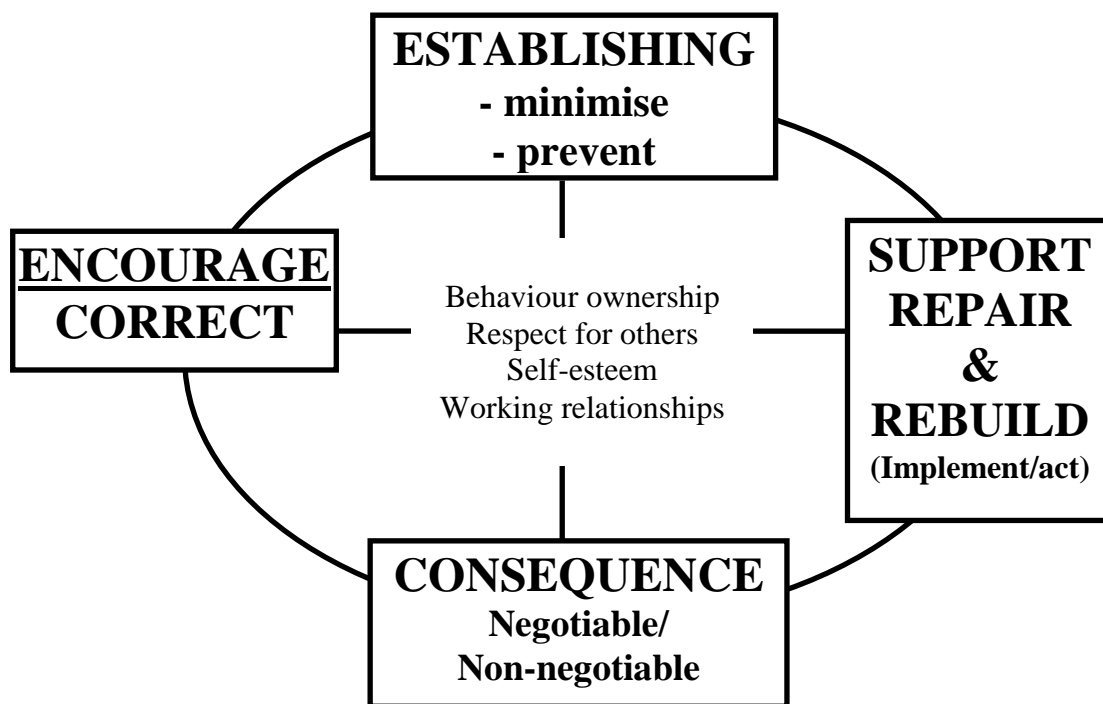 ESTABLISHING
- minimise
- prevent
ENCOURAGE
CORRECT
Behaviour ownership
Respect for others
Self-esteem
Working relationships
SUPPORT
REPAIR
&
REBUILD
(Implement/act)
CONSEQUENCE
Negotiable/
Non-negotiable